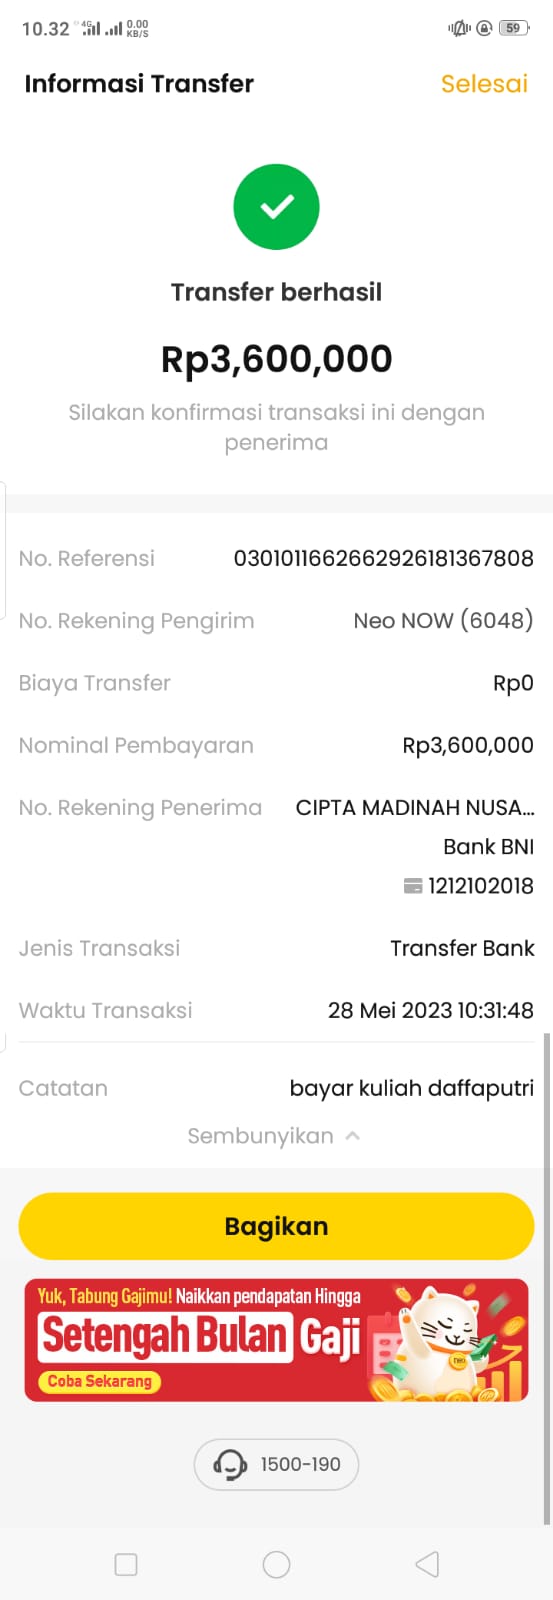 10.32 4G 0.00 KB/S 59
Informasi Transfer Selesai
Transfer berhasil
Rp3,600,000
Silakan konfirmasi transaksi ini dengan
penerima
No. Referensi 0301011662662926181367808
No. Rekening Pengirim Neo NOW (6048)
Biaya Transfer Rp0
Nominal Pembayaran Rp3,600,000
No. Rekening Penerima CIPTA MADINAH NUSA...
Bank BNI
1212102018
Jenis Transaksi Transfer Bank
Waktu Transaksi 28 Mei 2023 10:31:48
Catatan bayar kuliah daffaputri
Sembunyikan
Bagikan
Yuk, Tabung Gajimu! Naikkan pendapatan Hingga
Setengah Bulan Gaji
Coba Sekarang
neo
1500-190